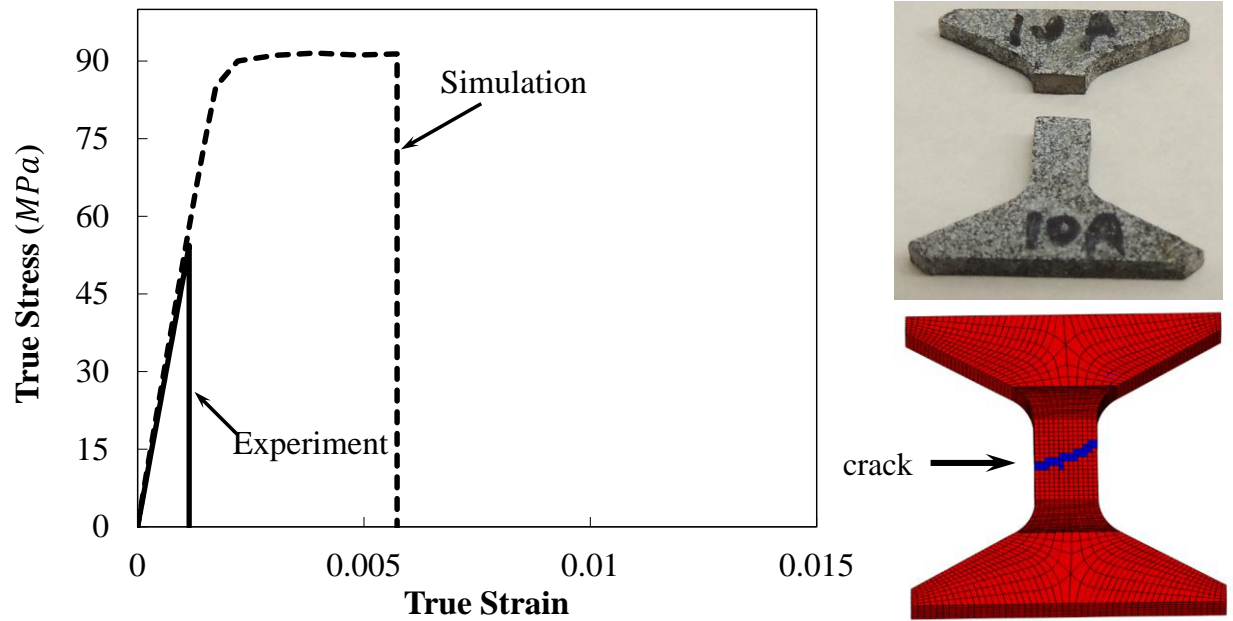 True Stress (MPa)
90
75
60
45
30
15
0
0
0.005
0.01
0.015
True Strain
Simulation
Experiment
10A
10A
crack